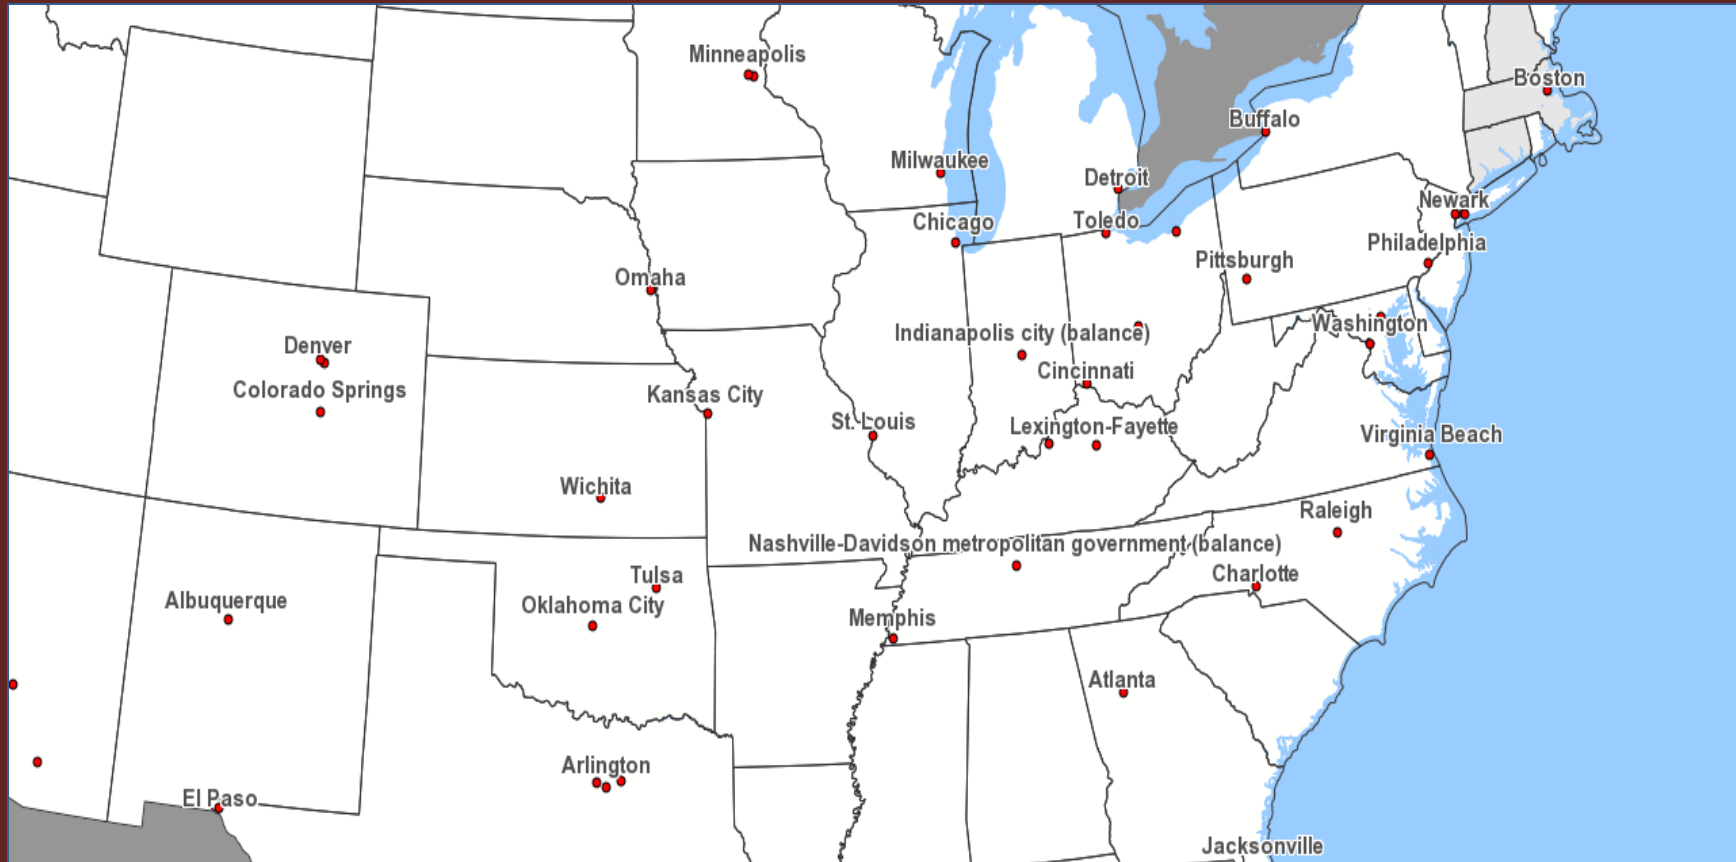 Minneapolis
Boston
Buffalo
Milwaukee
Detroit
Newark
Chicago
Toledo
Philadelphia
Pittsburgh
Omaha
Washington
Indianapolis city (balance)
Denver
Cincinnati
Colorado Springs
Kansas City
St. Louis
Lexington-Fayette
Virginia Beach
Wichita
Raleigh
Nashville-Davidson metropolitan government (balance)
Tulsa
Charlotte
Albuquerque
Oklahoma City
Memphis
Atlanta
Arlington
El Paso
Jacksonville